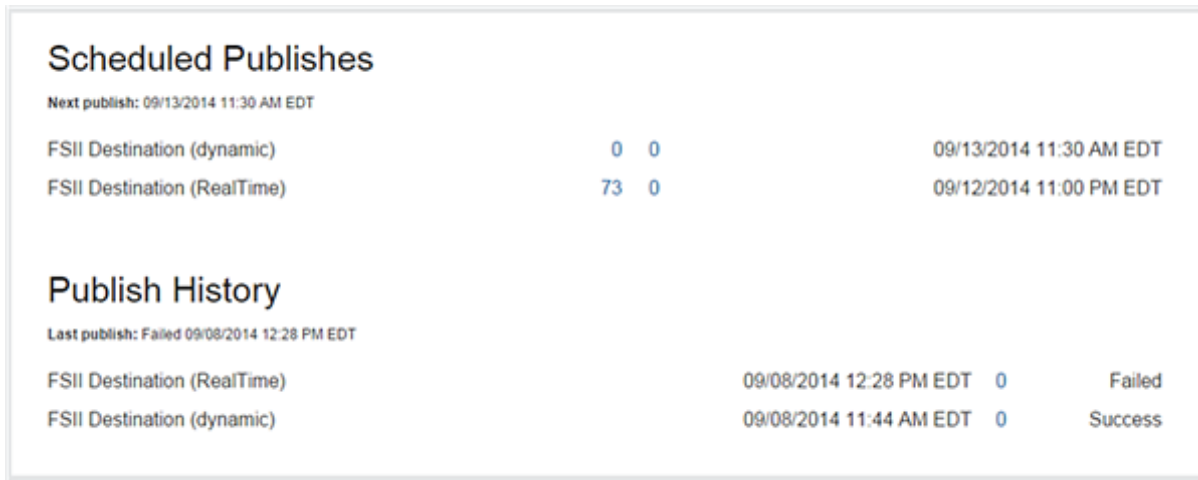 Scheduled Publishes
Next publish: 09/13/2014 11:30 AM EDT
FSII Destination (dynamic) 0 0 09/13/2014 11:30 AM EDT
FSII Destination (RealTime) 73 0 09/12/2014 11:00 PM EDT
Publish History
Last publish: Failed 09/08/2014 12:28 PM EDT
FSII Destination (RealTime) 09/08/2014 12:28 PM EDT 0 Failed
FSII Destination (dynamic) 09/08/2014 11:44 AM EDT 0 Success